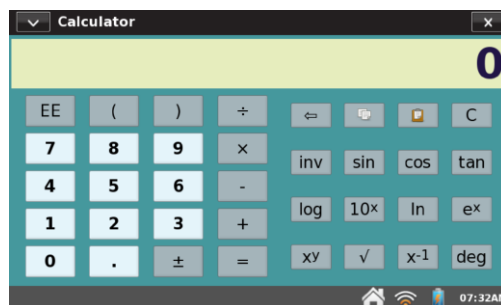 Calculator x
0
EE ( ) ÷ ⇦ C
7 8 9 × inv sin cos tan
4 5 6 -
1 2 3 + log 10x ln ex
0 . ± = xy √ x-1 deg
07:32AM